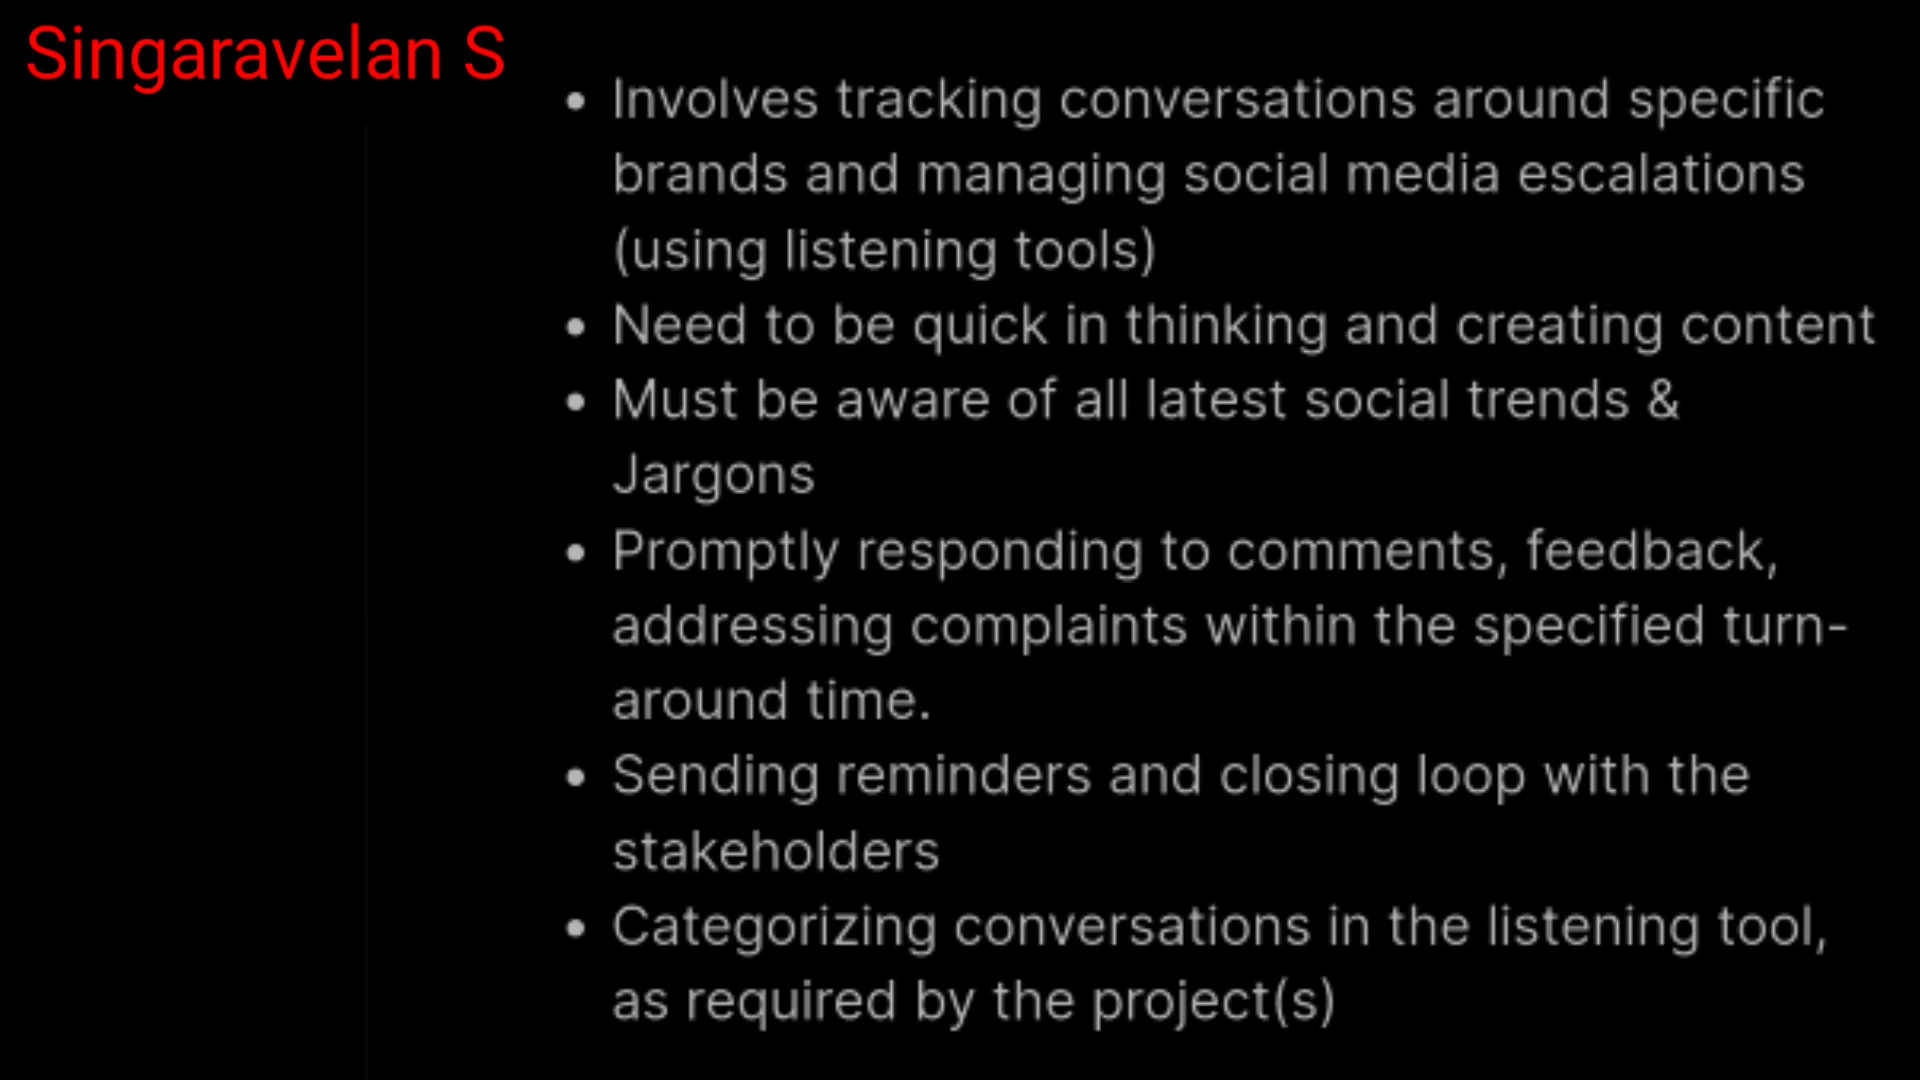 Singaravelan S
• Involves tracking conversations around specific
brands and managing social media escalations
(using listening tools)
• Need to be quick in thinking and creating content
• Must be aware of all latest social trends &
Jargons
• Promptly responding to comments, feedback,
addressing complaints within the specified turn-
around time.
• Sending reminders and closing loop with the
stakeholders
• Categorizing conversations in the listening tool,
as required by the project(s)